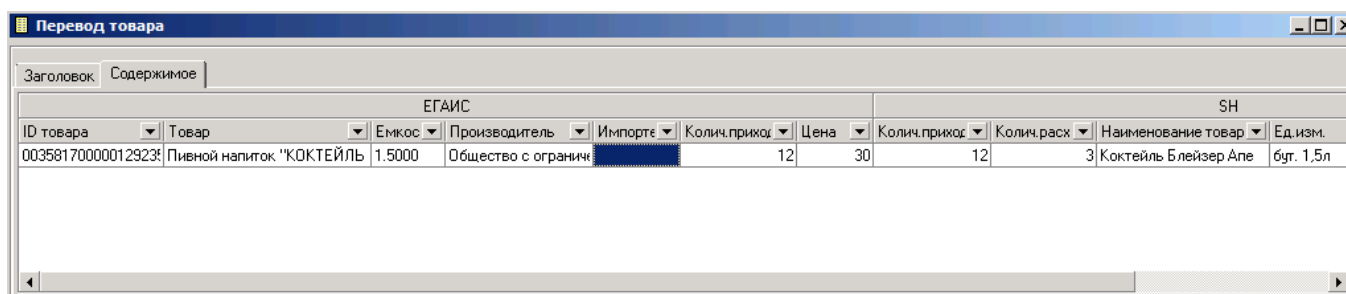 Перевод товара
Заголовок Содержимое
ЕГАИС SH
ID товара Товар Емкос Производитель Импорте Колич.приход Цена Колич.приход Колич.расх Наименование товар Ед.изм.
Пивной напиток "КОКТЕЙЛЬ 1.5000 Общество с ограниче 12 30 12 3 Коктейль Блейзер Апе бут. 1,5л